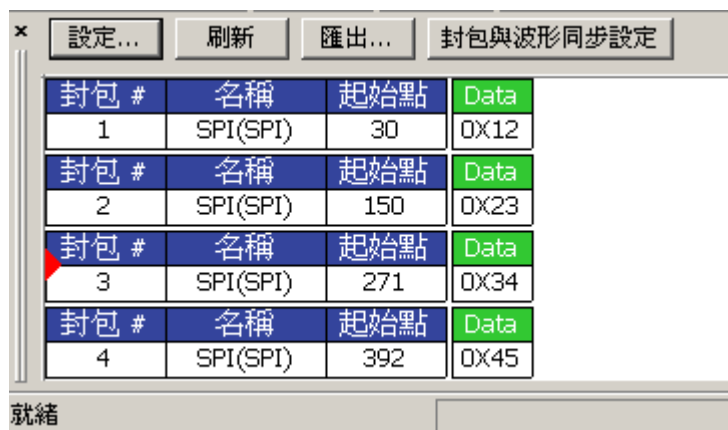 設定... 刷新 匯出... 封包與波形同步設定
封包 # 名稱 起始點 Data
1 SPI(SPI) 30 0X12
封包 # 名稱 起始點 Data
2 SPI(SPI) 150 0X23
封包 # 名稱 起始點 Data
3 SPI(SPI) 271 0X34
封包 # 名稱 起始點 Data
4 SPI(SPI) 392 0X45
就緒